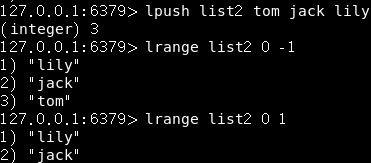 127.0.0.1:6379> lpush list2 tom jack lily
(integer) 3
127.0.0.1:6379> lrange list2 0 -1
1) "lily"
2) "jack"
3) "tom"
127.0.0.1:6379> lrange list2 0 1
1) "lily"
2) "jack"